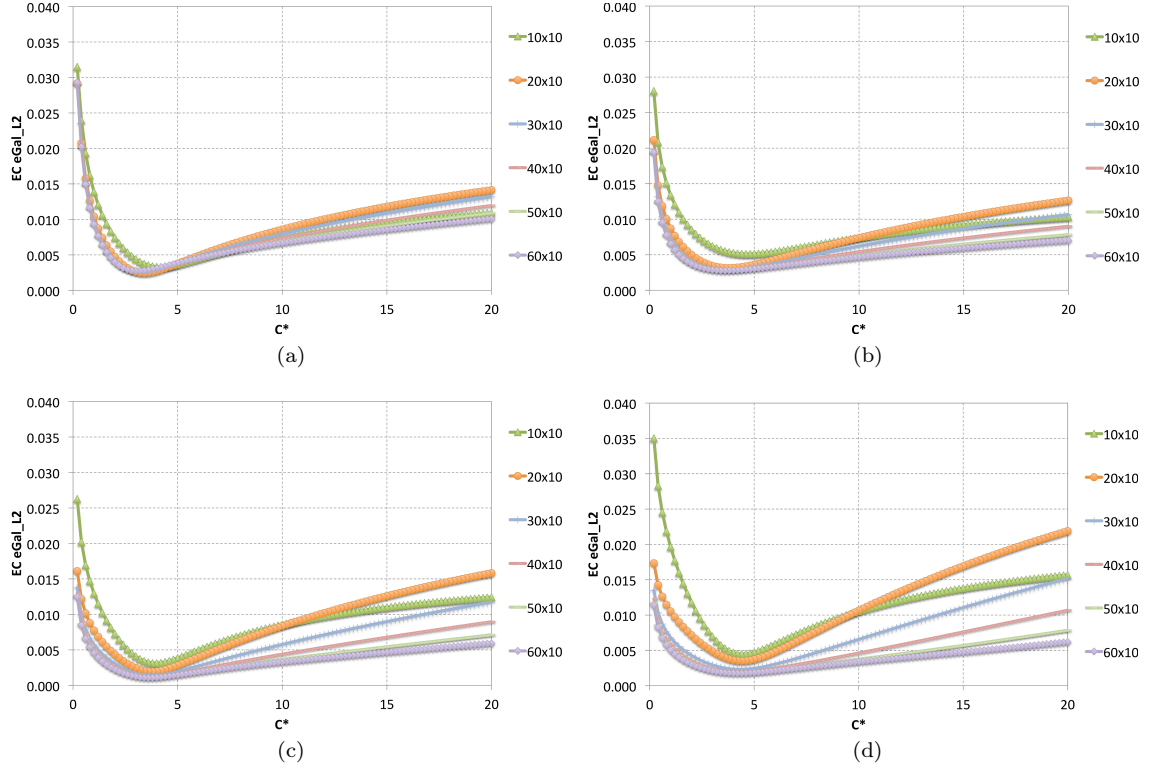 0.040
0.035
0.030
0.025
0.020
0.015
0.010
0.005
0.000
EC eGal_L2
0 5 10 15 20
C*
10x10
20x10
30x10
40x10
50x10
60x10
(a)
0.040
0.035
0.030
0.025
0.020
0.015
0.010
0.005
0.000
EC eGal_L2
0 5 10 15 20
C*
10x10
20x10
30x10
40x10
50x10
60x10
(b)
0.040
0.035
0.030
0.025
0.020
0.015
0.010
0.005
0.000
EC eGal_L2
0 5 10 15 20
C*
10x10
20x10
30x10
40x10
50x10
60x10
(c)
0.040
0.035
0.030
0.025
0.020
0.015
0.010
0.005
0.000
EC eGal_L2
0 5 10 15 20
C*
10x10
20x10
30x10
40x10
50x10
60x10
(d)